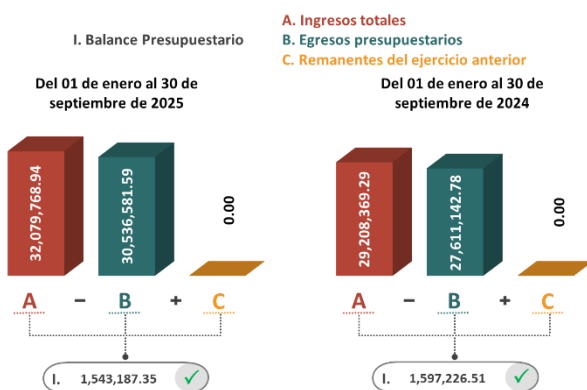 A. Ingresos totales
I. Balance Presupuestario
B. Egresos presupuestarios
C. Remanentes del ejercicio anterior
Del 01 de enero al 30 de
septiembre de 2025
Del 01 de enero al 30 de
septiembre de 2024
32,079,768.94
30,536,581.59
0.00
29,208,369.29
27,611,142.78
0.00
A − B + C
A − B + C
I. 1,543,187.35 ✓
I. 1,597,226.51 ✓